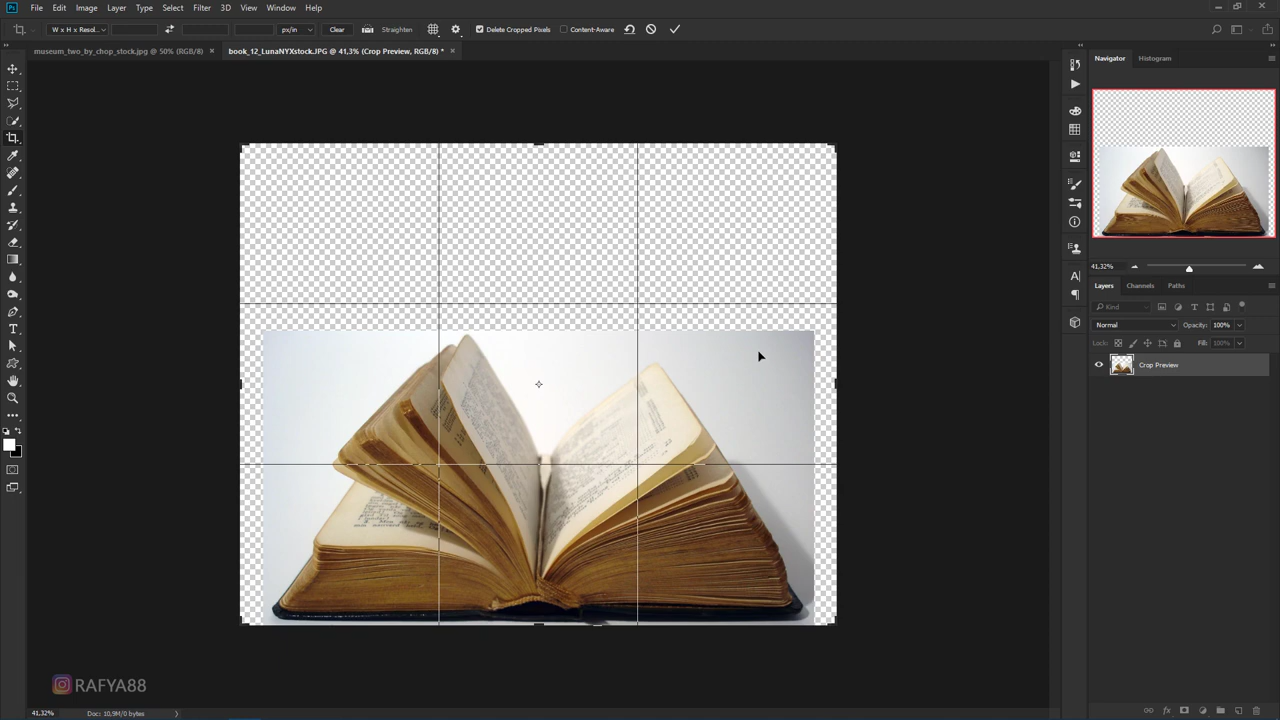 Ps File Edit Image Layer Type Select Filter 3D View Window Help
W x H x Resol... px/in Clear Straighten Delete Cropped Pixels Content-Aware
museum_two_by_chop_stock.jpg @ 50% (RGB/8) × book_12_LunaNYXstock.JPG @ 41,3% (Crop Preview, RGB/8) * ×
Navigator Histogram
41,32%
Layers Channels Paths
Kind
Normal Opacity: 100%
Lock: Fill: 100%
Crop Preview
RAFYA88
41,32% Doc: 10,9M/0 bytes